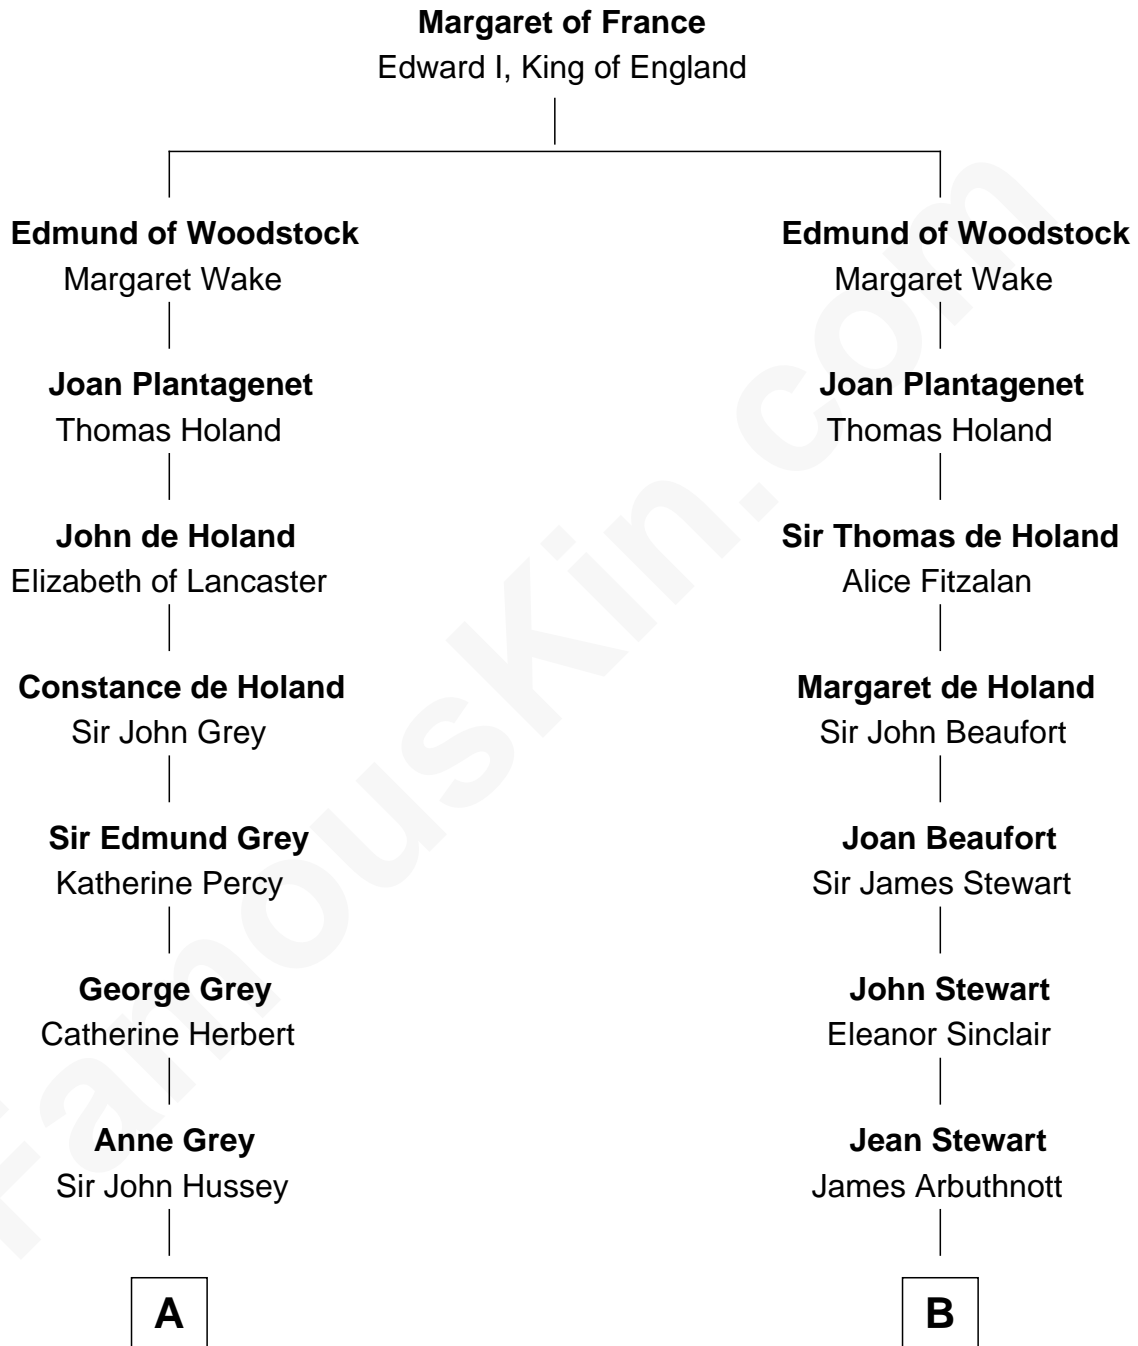 Margaret of France
Edward I, King of England
Edmund of Woodstock
Margaret Wake
Edmund of Woodstock
Margaret Wake
Joan Plantagenet
Thomas Holand
Joan Plantagenet
Thomas Holand
John de Holand
Elizabeth of Lancaster
Sir Thomas de Holand
Alice Fitzalan
Constance de Holand
Sir John Grey
Margaret de Holand
Sir John Beaufort
Sir Edmund Grey
Katherine Percy
Joan Beaufort
Sir James Stewart
George Grey
Catherine Herbert
John Stewart
Eleanor Sinclair
Anne Grey
Sir John Hussey
Jean Stewart
James Arbuthnott
A
B
FamousKin.com